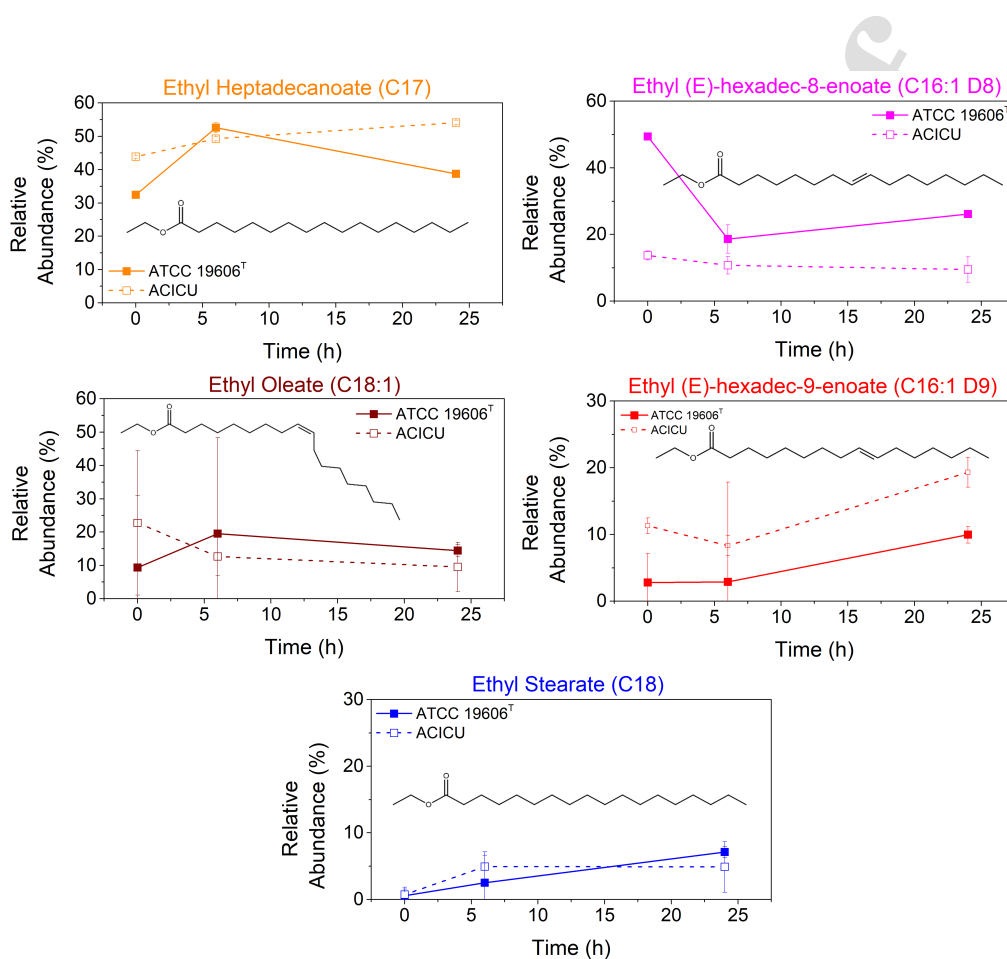 Ethyl Heptadecanoate (C17)
Relative
Abundance (%)
60
50
40
30
20
10
0
O
O
ATCC 19606T
ACICU
0 5 10 15 20 25
Time (h)
Ethyl (E)-hexadec-8-enoate (C16:1 D8)
Relative
Abundance (%)
60
40
20
0
ATCC 19606T
ACICU
O
O
0 5 10 15 20 25
Time (h)
Ethyl Oleate (C18:1)
Relative
Abundance (%)
60
50
40
30
20
10
0
O
O
ATCC 19606T
ACICU
0 5 10 15 20 25
Time (h)
Ethyl (E)-hexadec-9-enoate (C16:1 D9)
Relative
Abundance (%)
30
20
10
0
ATCC 19606T
ACICU
O
O
0 5 10 15 20 25
Time (h)
Ethyl Stearate (C18)
Relative
Abundance (%)
30
20
10
0
ATCC 19606T
ACICU
O
O
0 5 10 15 20 25
Time (h)